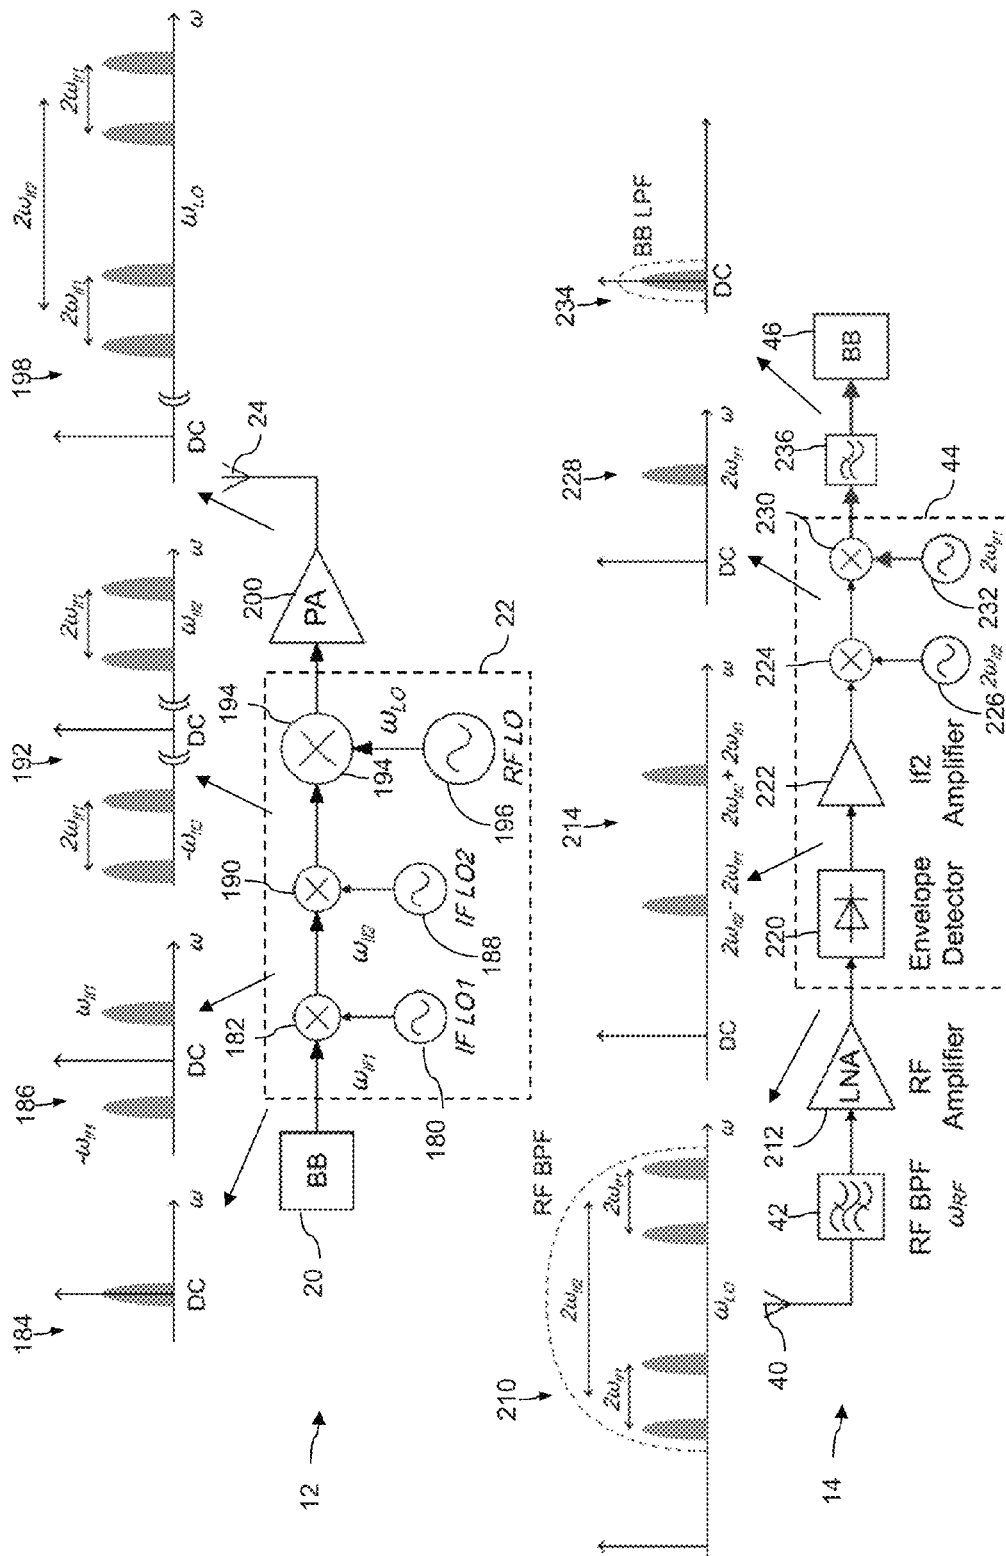 184
DC
ω
186
-ω_if1
DC
ω_if1
ω
192
2ω_if1
-ω_if2
DC
2ω_if1
ω_if2
ω
198
DC
2ω_if1
2ω_if2
ω_LO
2ω_if1
ω
12
20
BB
182
ω_if1
180
IF LO1
190
ω_if2
188
IF LO2
194
194
ω_LO
196
RF LO
22
200
PA
24
210
RF BPF
2ω_if1
2ω_if2
2ω_if1
ω_LO
ω
214
DC
2ω_if2 - 2ω_if1
2ω_if2 + 2ω_if1
ω
228
DC
2ω_if1
ω
234
BB LPF
DC
14
40
42
RF BPF
ω_RF
212
LNA
RF
Amplifier
220
Envelope
Detector
222
If2
Amplifier
224
226
2ω_if2
230
232
2ω_if1
44
236
46
BB